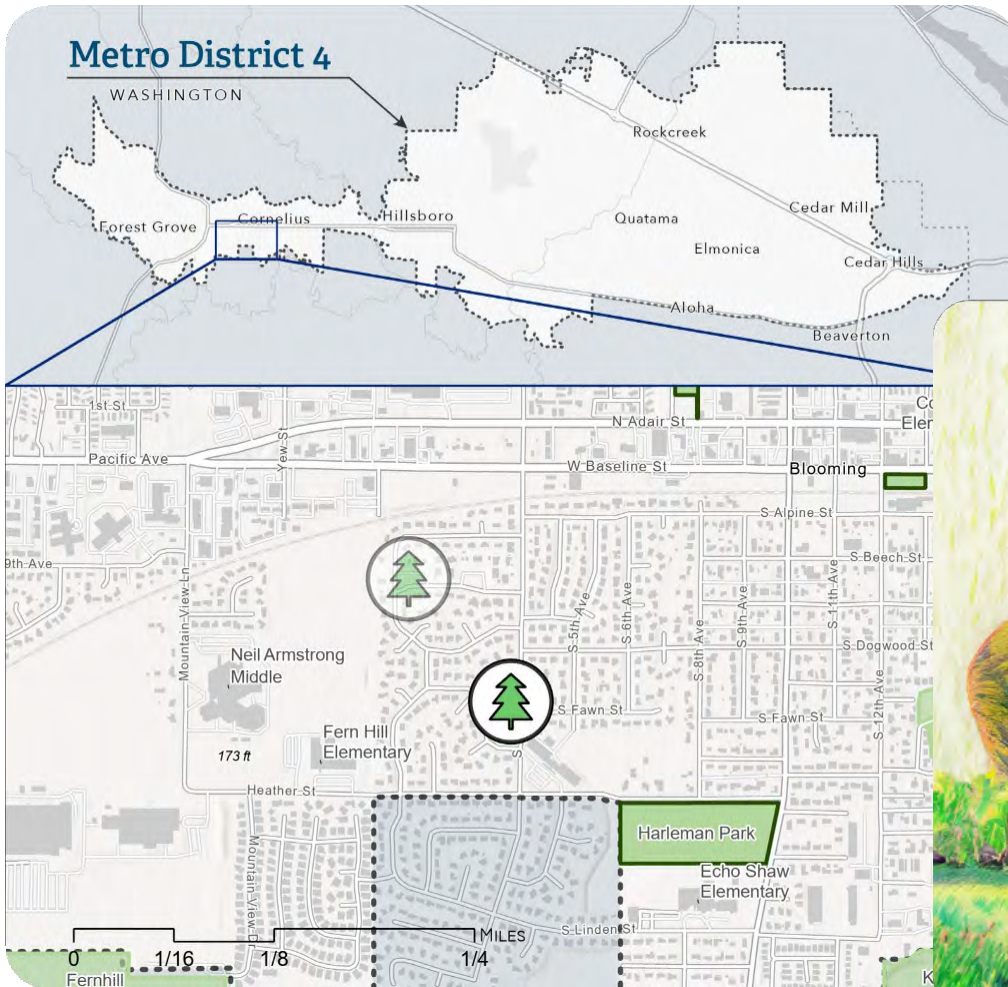 Metro District 4
WASHINGTON
Rockcreek
Cedar Mill
Hillsboro
Cornelius
Quatama
Forest Grove
Elmonica
Cedar Hills
Aloha
Beaverton
1st St
N Adair St
Yew St
Pacific Ave
W Baseline St
Blooming
S Alpine St
S Beech St
9th Ave
Mountain View Ln
S 5th Ave
S 6th Ave
S 8th Ave
S 9th Ave
S 11th Ave
S 12th Ave
S Dogwood St
Neil Armstrong
Middle
S Fawn St
S Fawn St
Fern Hill
Elementary
173 ft
Heather St
Harleman Park
Echo Shaw
Elementary
S Linden St
MILES
0 1/16 1/8 1/4
Fernhill